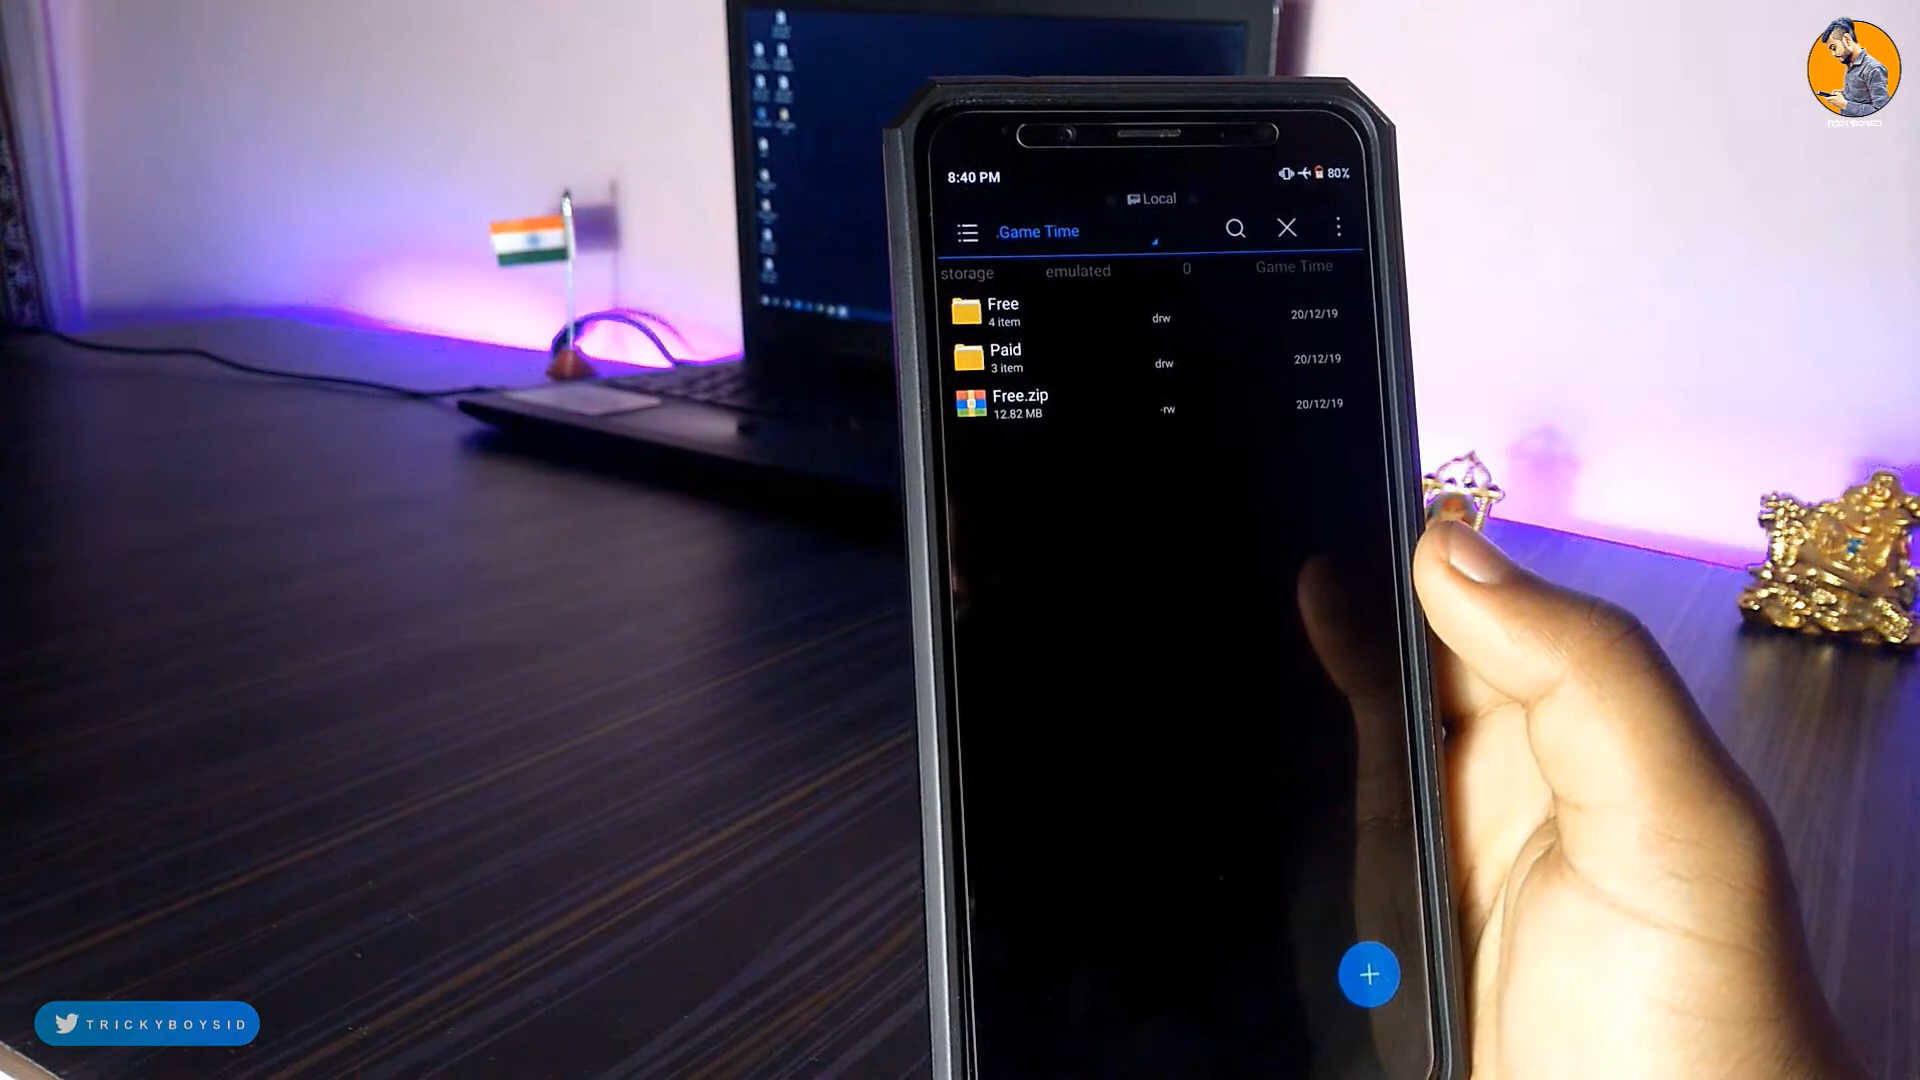 8:40 PM
80%
Local
.Game Time
storage emulated 0 Game Time
Free
4 item drw 20/12/19
Paid
3 item drw 20/12/19
Free.zip
12.82 MB -rw 20/12/19
TRICKYBOYSID